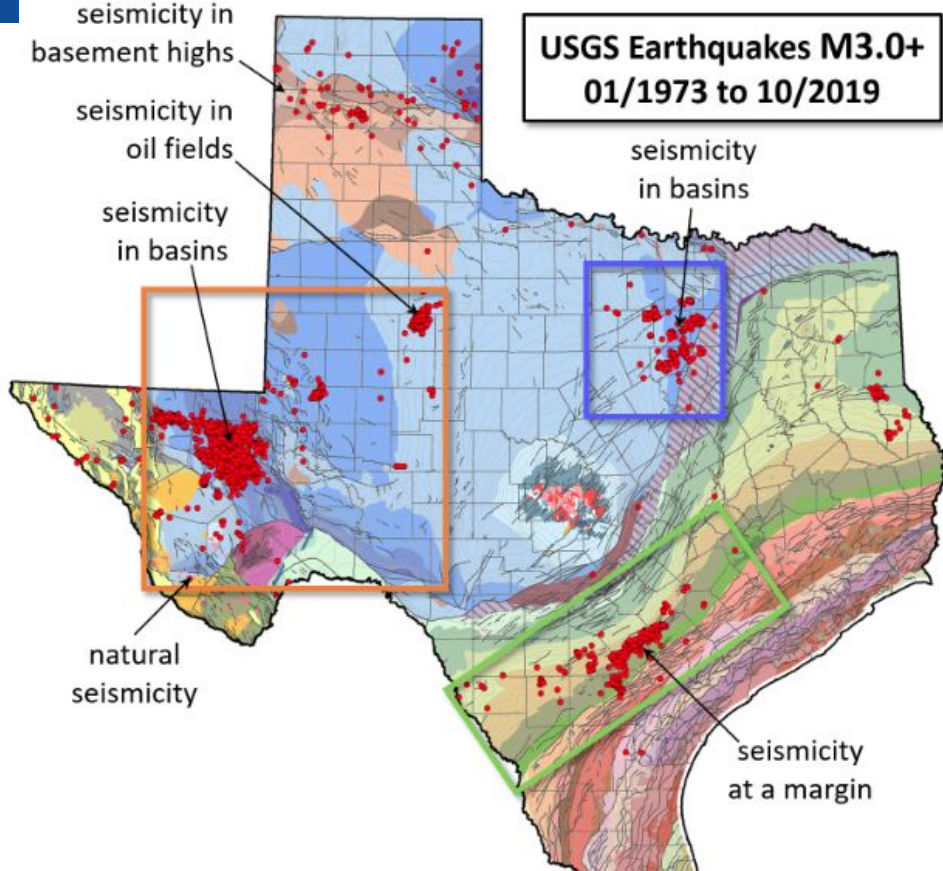 seismicity in
basement highs
USGS Earthquakes M3.0+
01/1973 to 10/2019
seismicity in
oil fields
seismicity
in basins
seismicity
in basins
natural
seismicity
seismicity
at a margin